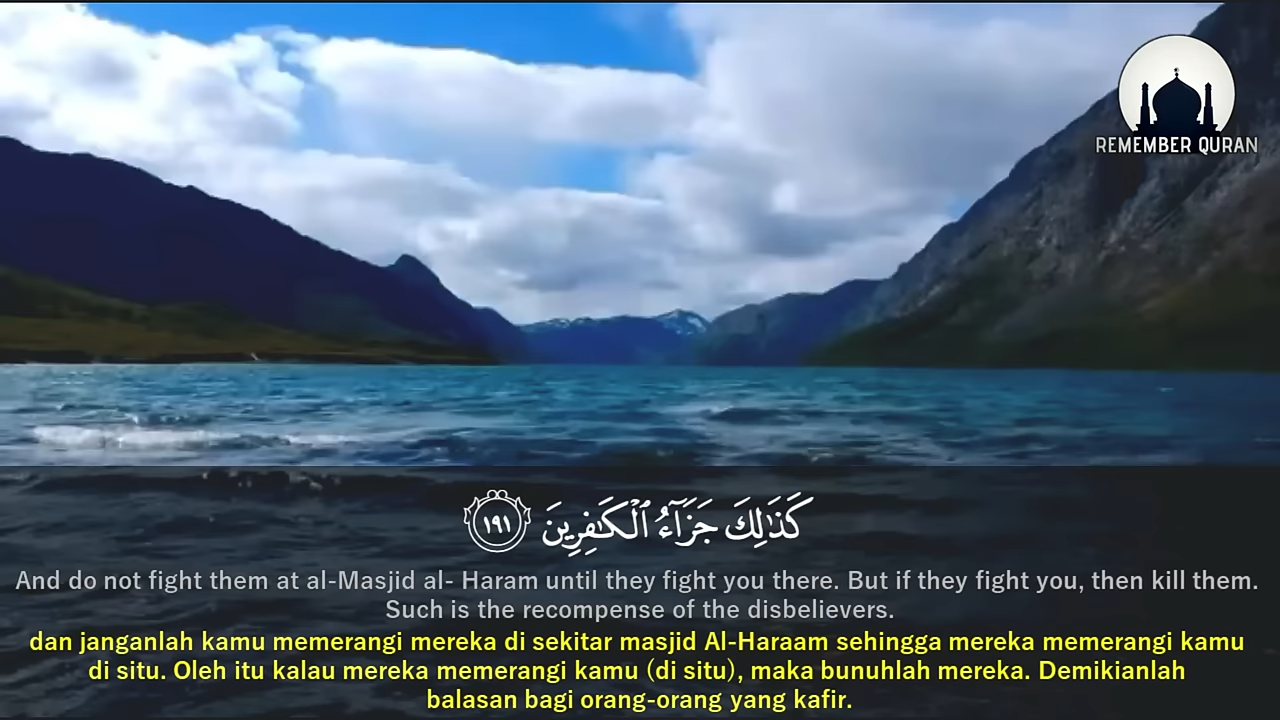 REMEMBER QURAN
كَذَٰلِكَ جَزَآءُ ٱلْكَـٰفِرِينَ ١٩١
And do not fight them at al-Masjid al- Haram until they fight you there. But if they fight you, then kill them.
Such is the recompense of the disbelievers.
dan janganlah kamu memerangi mereka di sekitar masjid Al-Haraam sehingga mereka memerangi kamu
di situ. Oleh itu kalau mereka memerangi kamu (di situ), maka bunuhlah mereka. Demikianlah
balasan bagi orang-orang yang kafir.